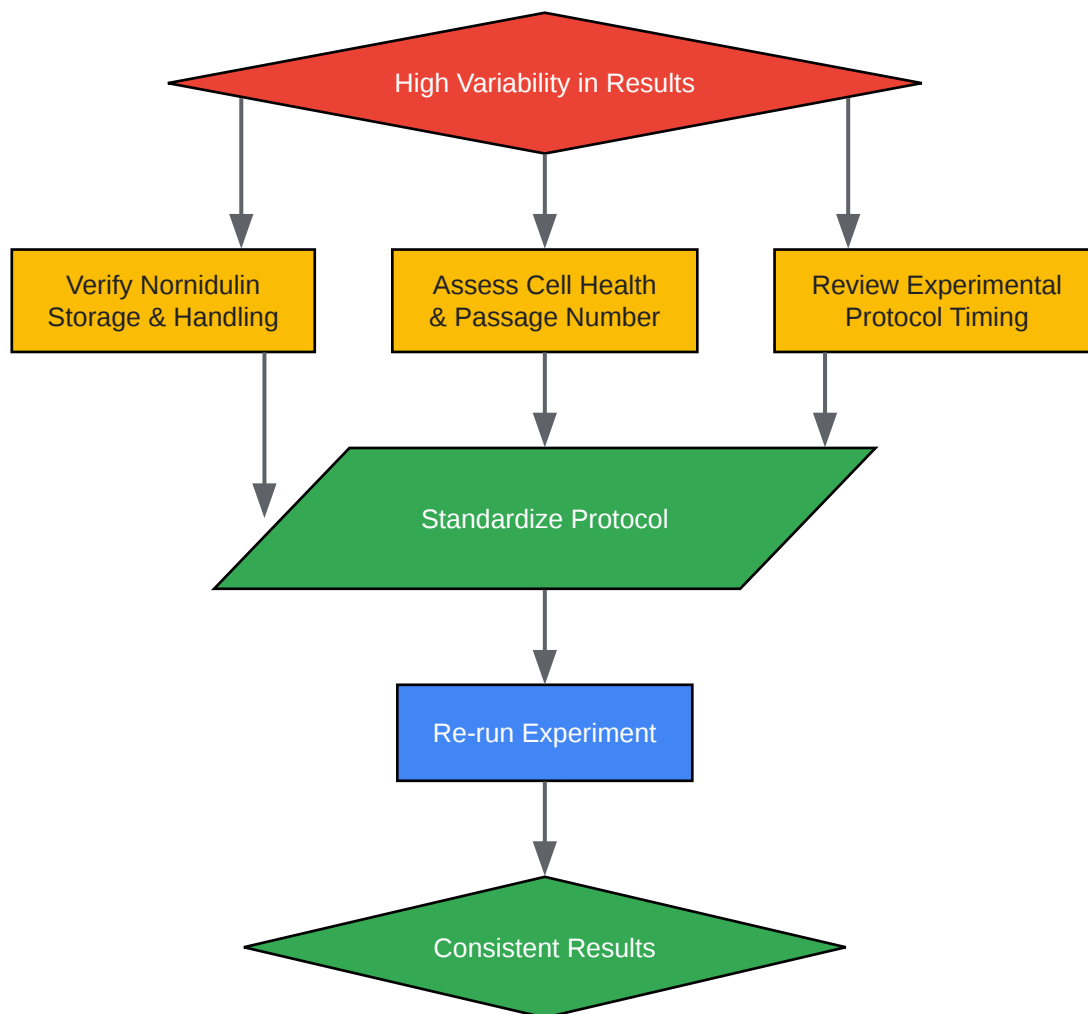 High Variability in Results
Verify Nornidulin
Storage & Handling
Assess Cell Health
& Passage Number
Review Experimental
Protocol Timing
Standardize Protocol
Re-run Experiment
Consistent Results